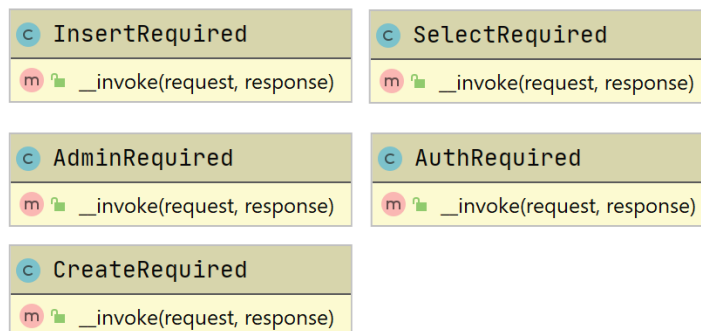 C InsertRequired
m __invoke(request, response)
C SelectRequired
m __invoke(request, response)
C AdminRequired
m __invoke(request, response)
C AuthRequired
m __invoke(request, response)
C CreateRequired
m __invoke(request, response)